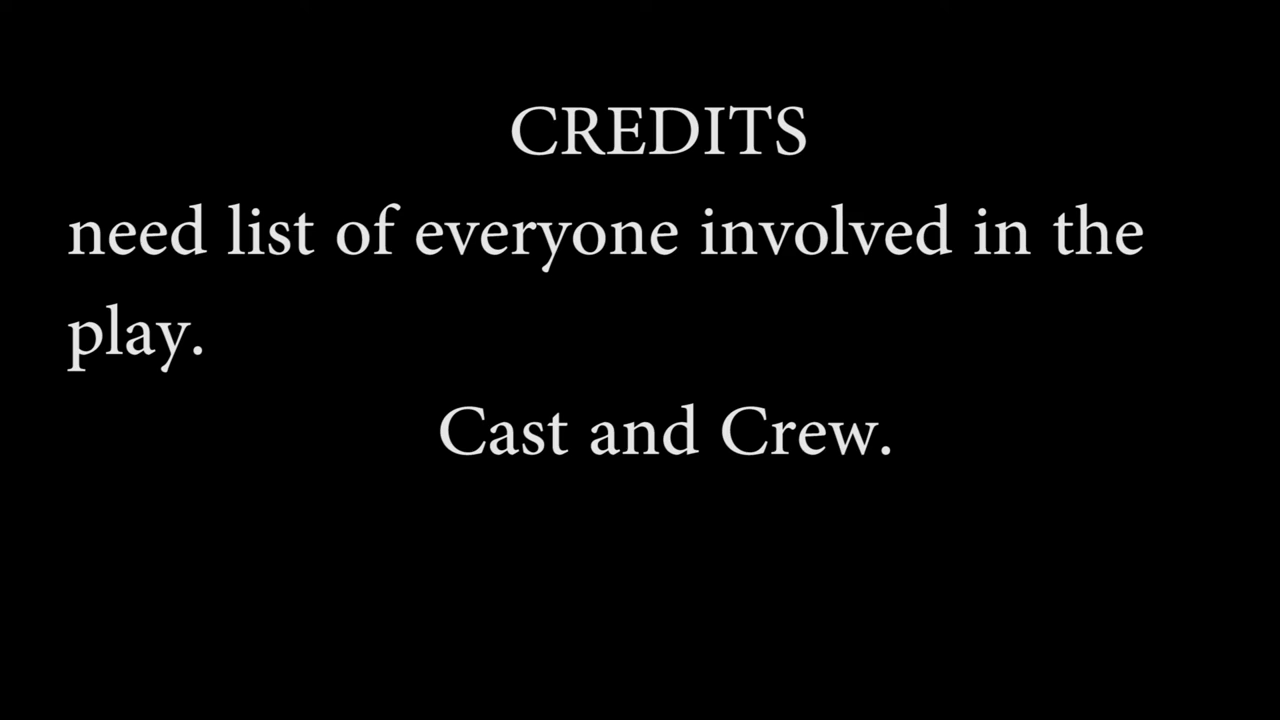 CREDITS
need list of everyone involved in the
play.
Cast and Crew.